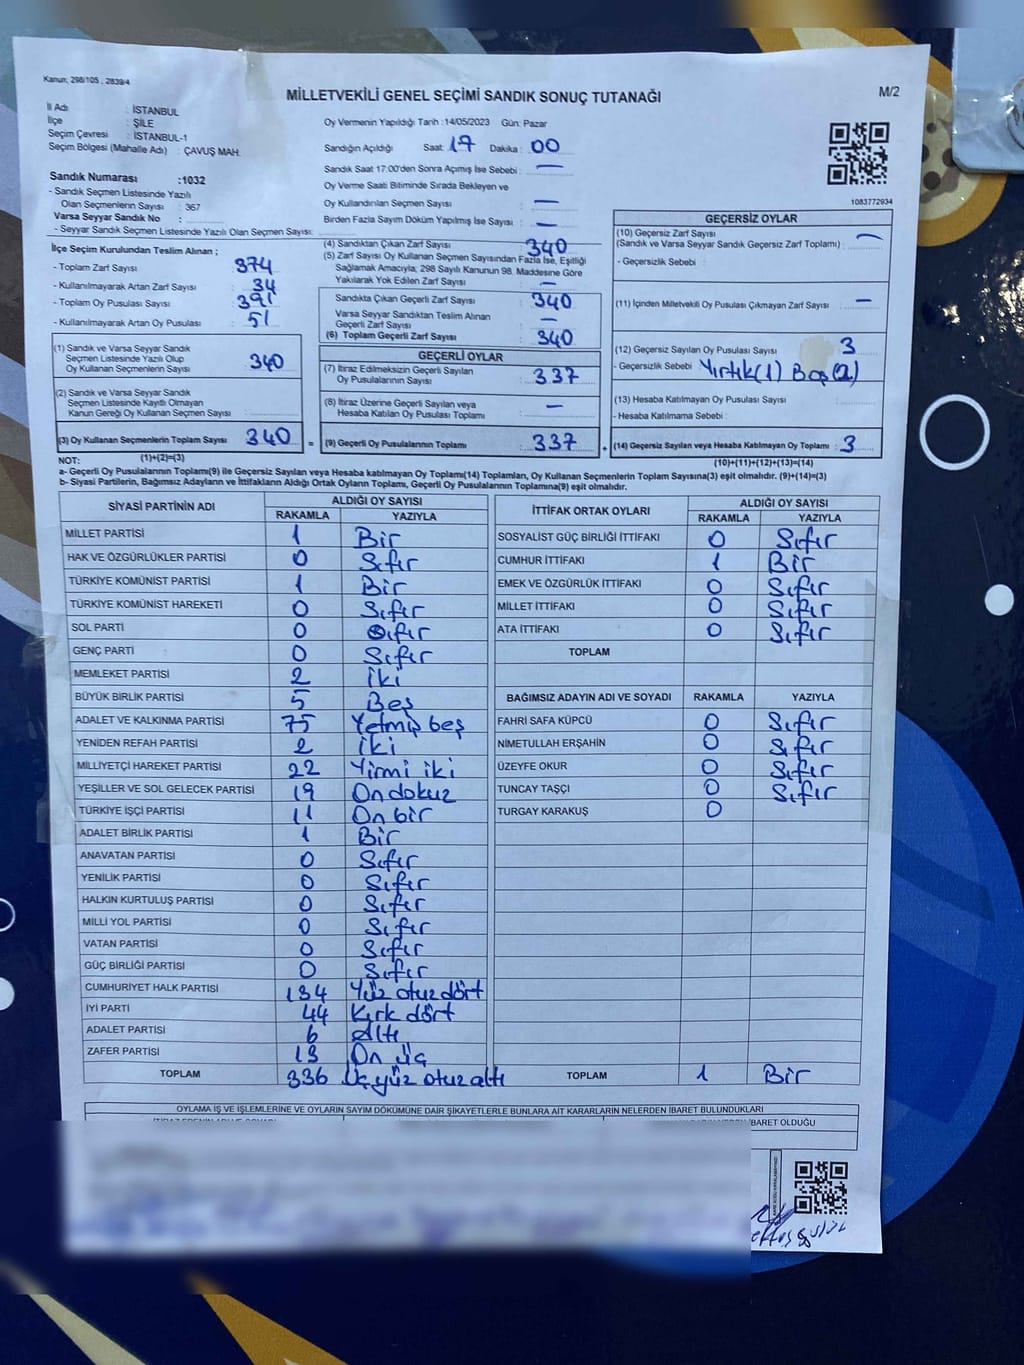 Kanun; 298/105 , 2839/4
MİLLETVEKİLİ GENEL SEÇİMİ SANDIK SONUÇ TUTANAĞI
M/2
İl Adı : İSTANBUL
İlçe : ŞİLE
Seçim Çevresi : İSTANBUL-1
Seçim Bölgesi (Mahalle Adı) : ÇAVUŞ MAH.
Oy Vermenin Yapıldığı Tarih :14/05/2023 Gün: Pazar
Sandığın Açıldığı Saat: 17 Dakika: 00
Sandık Saat 17:00'den Sonra Açımış İse Sebebi : —
Oy Verme Saati Bitiminde Sırada Bekleyen ve
Oy Kullandırılan Seçmen Sayısı : —
Birden Fazla Sayım Döküm Yapılmış İse Sayısı : —
1083772934
Sandık Numarası :1032
- Sandık Seçmen Listesinde Yazılı
Olan Seçmenlerin Sayısı : 367
Varsa Seyyar Sandık No :
- Seyyar Sandık Seçmen Listesinde Yazılı Olan Seçmen Sayısı:
İlçe Seçim Kurulundan Teslim Alınan ;
- Toplam Zarf Sayısı : 374
- Kullanılmayarak Artan Zarf Sayısı : 34
- Toplam Oy Pusulası Sayısı : 391
- Kullanılmayarak Artan Oy Pusulası : 51
(4) Sandıktan Çıkan Zarf Sayısı : 340
(5) Zarf Sayısı Oy Kullanan Seçmen Sayısından Fazla İse, Eşitliği
Sağlamak Amacıyla; 298 Sayılı Kanunun 98. Maddesine Göre
Yakılarak Yok Edilen Zarf Sayısı : —
Sandıkta Çıkan Geçerli Zarf Sayısı : 340
Varsa Seyyar Sandıktan Teslim Alınan
Geçerli Zarf Sayısı : —
(6) Toplam Geçerli Zarf Sayısı : 340
GEÇERSİZ OYLAR
(10) Geçersiz Zarf Sayısı
(Sandık ve Varsa Seyyar Sandık Geçersiz Zarf Toplamı) : —
- Geçersizlik Sebebi :
(11) İçinden Milletvekili Oy Pusulası Çıkmayan Zarf Sayısı : —
(12) Geçersiz Sayılan Oy Pusulası Sayısı : 3
- Geçersizlik Sebebi : Yırtık(1) Boş(2)
(13) Hesaba Katılmayan Oy Pusulası Sayısı :
- Hesaba Katmama Sebebi :
(14) Geçersiz Sayılan veya Hesaba Katılmayan Oy Toplamı : 3
(10)+(11)+(12)+(13)=(14)
(1) Sandık ve Varsa Seyyar Sandık
Seçmen Listesinde Yazılı Olup
Oy Kullanan Seçmenlerin Sayısı : 340
(2) Sandık ve Varsa Seyyar Sandık
Seçmen Listesinde Kayıtlı Olmayan
Kanun Gereği Oy Kullanan Seçmen Sayısı :
(3) Oy Kullanan Seçmenlerin Toplam Sayısı : 340 =
(1)+(2)=(3)
GEÇERLİ OYLAR
(7) İtiraz Edilmeksizin Geçerli Sayılan
Oy Pusulalarının Sayısı : 337
(8) İtiraz Üzerine Geçerli Sayılan veya
Hesaba Katılan Oy Pusulası Toplamı : —
(9) Geçerli Oy Pusulalarının Toplamı : 337 +
NOT:
a- Geçerli Oy Pusulalarının Toplamı(9) ile Geçersiz Sayılan veya Hesaba katılmayan Oy Toplamı(14) Toplamları, Oy Kullanan Seçmenlerin Toplam Sayısına(3) eşit olmalıdır. (9)+(14)=(3)
b- Siyasi Partilerin, Bağımsız Adayların ve İttifakların Aldığı Ortak Oyların Toplamı, Geçerli Oy Pusulalarının Toplamına(9) eşit olmalıdır.
SİYASİ PARTİNİN ADI ALDIĞI OY SAYISI
RAKAMLA YAZIYLA
MİLLET PARTİSİ 1 Bir
HAK VE ÖZGÜRLÜKLER PARTİSİ 0 Sıfır
TÜRKİYE KOMÜNİST PARTİSİ 1 Bir
TÜRKİYE KOMÜNİST HAREKETİ 0 Sıfır
SOL PARTİ 0 Sıfır
GENÇ PARTİ 0 Sıfır
MEMLEKET PARTİSİ 2 İki
BÜYÜK BİRLİK PARTİSİ 5 Beş
ADALET VE KALKINMA PARTİSİ 75 Yetmiş beş
YENİDEN REFAH PARTİSİ 2 İki
MİLLİYETÇİ HAREKET PARTİSİ 22 Yirmi iki
YEŞİLLER VE SOL GELECEK PARTİSİ 19 On dokuz
TÜRKİYE İŞÇİ PARTİSİ 11 On bir
ADALET BİRLİK PARTİSİ 1 Bir
ANAVATAN PARTİSİ 0 Sıfır
YENİLİK PARTİSİ 0 Sıfır
HALKIN KURTULUŞ PARTİSİ 0 Sıfır
MİLLİ YOL PARTİSİ 0 Sıfır
VATAN PARTİSİ 0 Sıfır
GÜÇ BİRLİĞİ PARTİSİ 0 Sıfır
CUMHURİYET HALK PARTİSİ 134 Yüz otuz dört
İYİ PARTİ 44 Kırk dört
ADALET PARTİSİ 6 Altı
ZAFER PARTİSİ 13 On üç
TOPLAM 336 Üç yüz otuz altı
İTTİFAK ORTAK OYLARI ALDIĞI OY SAYISI
RAKAMLA YAZIYLA
SOSYALİST GÜÇ BİRLİĞİ İTTİFAKI 0 Sıfır
CUMHUR İTTİFAKI 1 Bir
EMEK VE ÖZGÜRLÜK İTTİFAKI 0 Sıfır
MİLLET İTTİFAKI 0 Sıfır
ATA İTTİFAKI 0 Sıfır
TOPLAM
BAĞIMSIZ ADAYIN ADI VE SOYADI RAKAMLA YAZIYLA
FAHRİ SAFA KÜPCÜ 0 Sıfır
NİMETULLAH ERŞAHİN 0 Sıfır
ÜZEYFE OKUR 0 Sıfır
TUNCAY TAŞÇI 0 Sıfır
TURGAY KARAKUŞ 0
TOPLAM 1 Bir
OYLAMA İŞ VE İŞLEMLERİNE VE OYLARIN SAYIM DÖKÜMÜNE DAİR ŞİKAYETLERLE BUNLARA AİT KARARLARIN NELERDEN İBARET BULUNDUKLARI
İBARET OLDUĞU